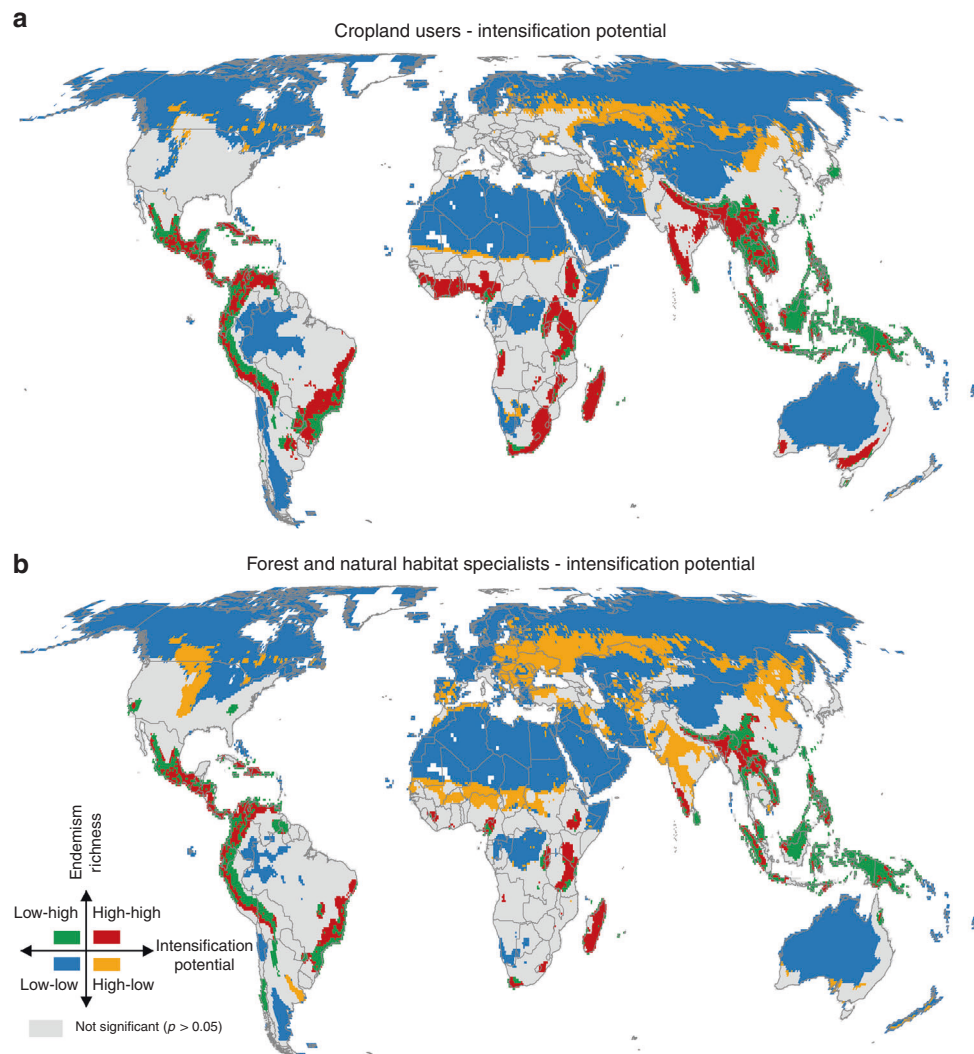 a
Cropland users - intensification potential
b
Forest and natural habitat specialists - intensification potential
Endemism
richness
Low-high
High-high
Intensification
potential
Low-low
High-low
Not significant (p > 0.05)